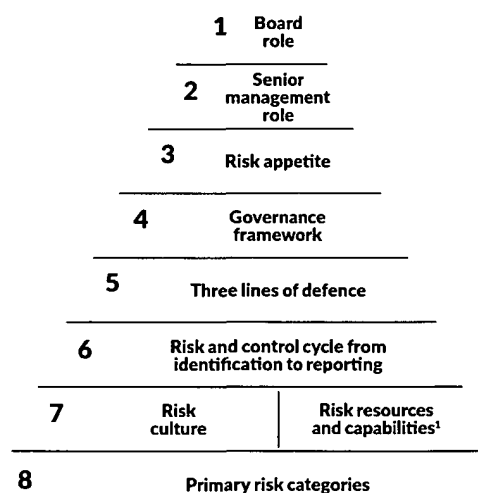 1 Board
role
2 Senior
management
role
3 Risk appetite
4 Governance
framework
5 Three lines of defence
6 Risk and control cycle from
identification to reporting
7 Risk
culture
Risk resources
and capabilities¹
8 Primary risk categories